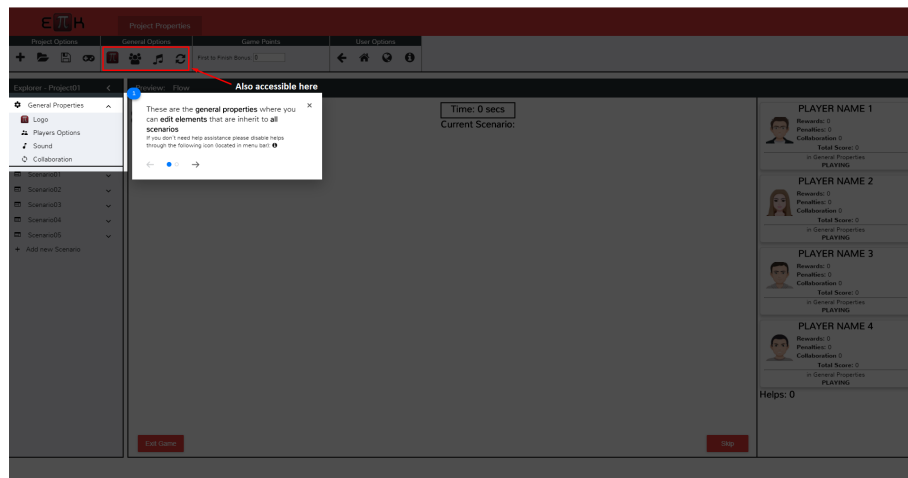 EπK
Project Properties
Project Options
General Options
Game Points
User Options
First to Finish Bonus: 0
Also accessible here
Explorer - Project01
Preview: Flow
1
These are the general properties where you
can edit elements that are inherit to all
scenarios
If you don't need help assistance please disable helps
through the following icon (located in menu bar):
General Properties
Logo
Players Options
Sound
Collaboration
Scenario01
Scenario02
Scenario03
Scenario04
Scenario05
+ Add new Scenario
Time: 0 secs
Current Scenario:
PLAYER NAME 1
Rewards: 0
Penalties: 0
Collaboration 0
Total Score: 0
in General Properties
PLAYING
PLAYER NAME 2
Rewards: 0
Penalties: 0
Collaboration 0
Total Score: 0
in General Properties
PLAYING
PLAYER NAME 3
Rewards: 0
Penalties: 0
Collaboration 0
Total Score: 0
in General Properties
PLAYING
PLAYER NAME 4
Rewards: 0
Penalties: 0
Collaboration 0
Total Score: 0
in General Properties
PLAYING
Helps: 0
Exit Game
Skip